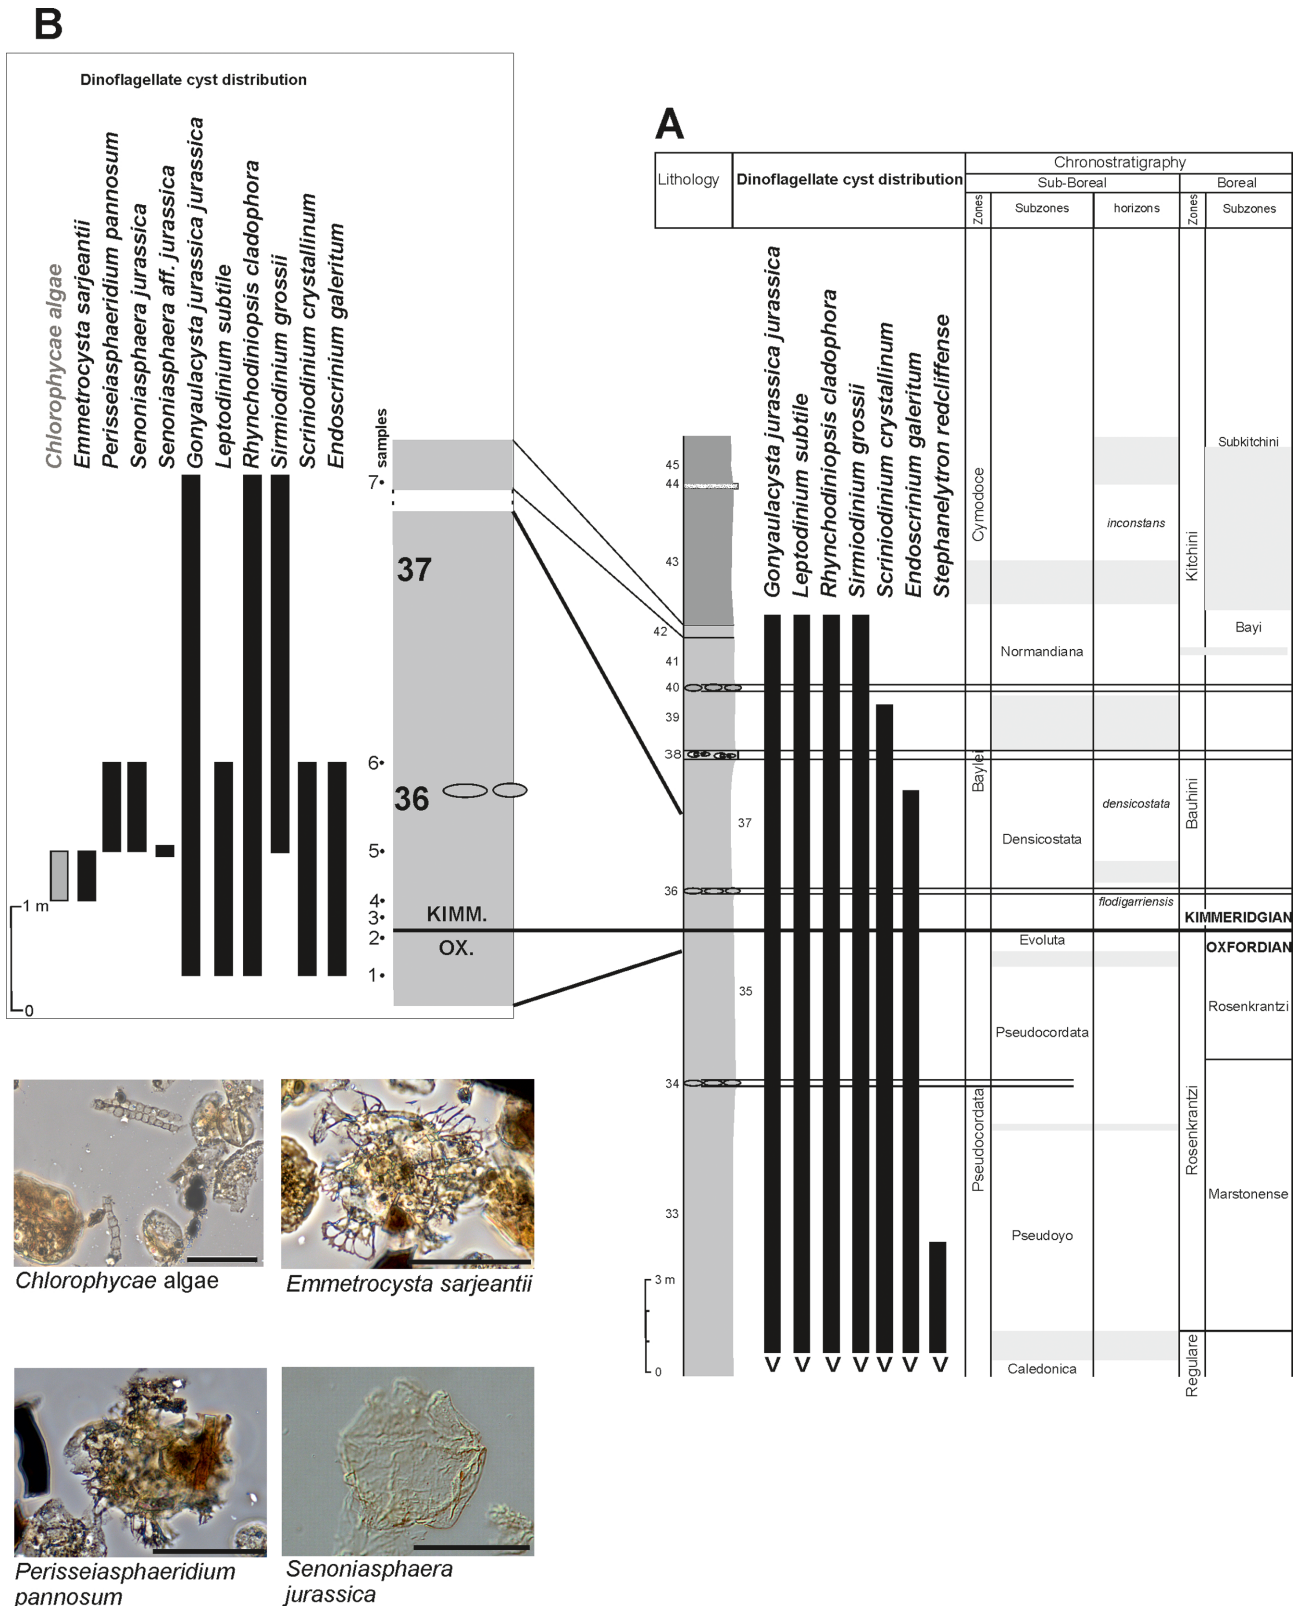 B
Dinoflagellate cyst distribution
Chlorophycae algae
Emmetrocysta sarjeantii
Perisseiasphaeridium pannosum
Senoniasphaera jurassica
Senoniasphaera aff. jurassica
Gonyaulacysta jurassica jurassica
Leptodinium subtile
Rhynchodiniopsis cladophora
Sirmiodinium grossii
Scriniodinium crystallinum
Endoscrinium galeritum
samples
7
37
6
36
5
4
3
KIMM.
2
OX.
1
1 m
0
A
Lithology
Dinoflagellate cyst distribution
Chronostratigraphy
Sub-Boreal
Boreal
Zones
Subzones
horizons
Zones
Subzones
Gonyaulacysta jurassica jurassica
Leptodinium subtile
Rhynchodiniopsis cladophora
Sirmiodinium grossii
Scriniodinium crystallinum
Endoscrinium galeritum
Stephanelytron redcliffense
45
44
43
42
41
40
39
38
37
36
35
34
33
3 m
0
V V V V V V V
Cymodoce
Baylei
Pseudocordata
Normandiana
Densicostata
Evoluta
Pseudocordata
Pseudoyo
Caledonica
inconstans
densicostata
flodigarriensis
Kitchini
Bauhini
Rosenkrantzi
Regulare
Subkitchini
Bayi
KIMMERIDGIAN
OXFORDIAN
Rosenkrantzi
Marstonense
Chlorophycae algae
Emmetrocysta sarjeantii
Perisseiasphaeridium
pannosum
Senoniasphaera
jurassica